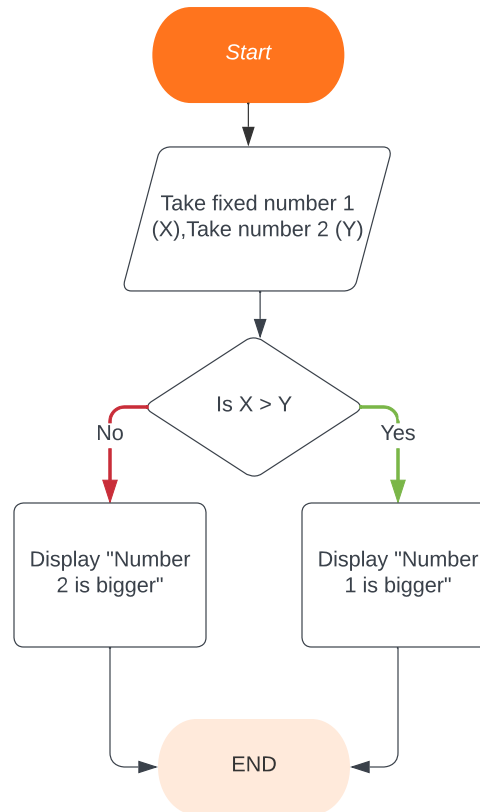 Start
Take fixed number 1
(X),Take number 2 (Y)
Is X > Y
No
Yes
Display "Number
2 is bigger"
Display "Number
1 is bigger"
END